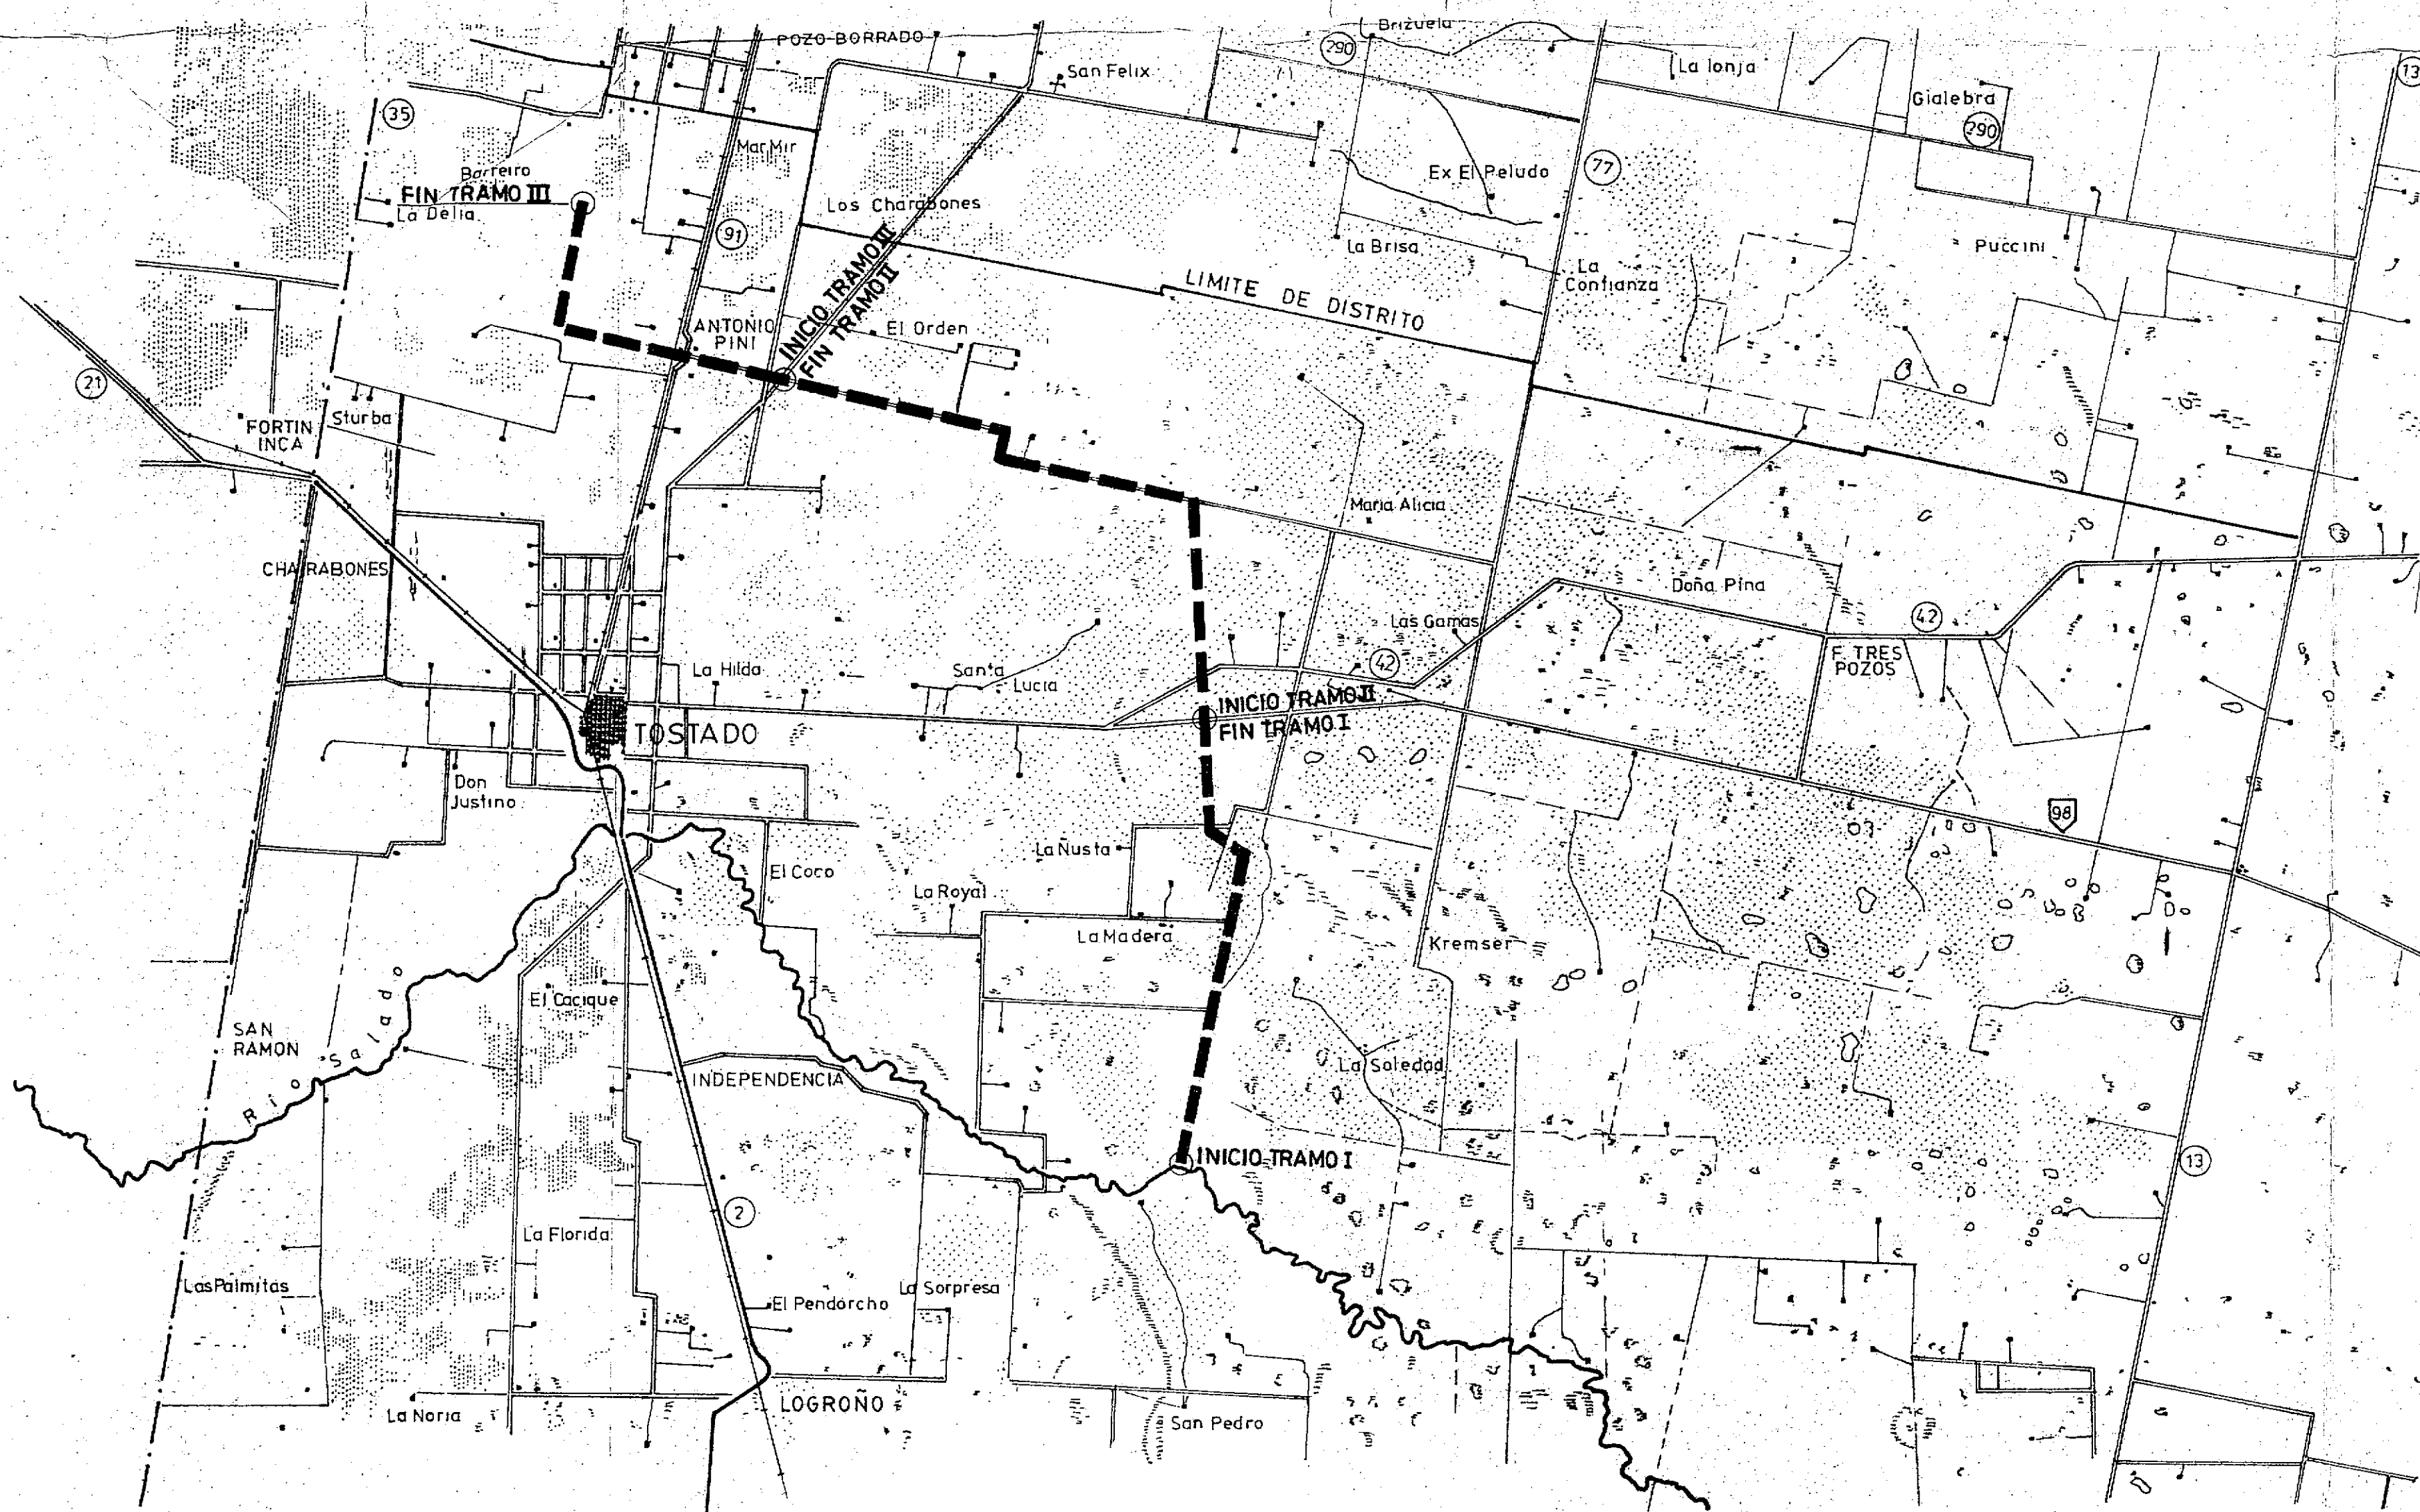 Brizuela
POZO BORRADO
290
San Felix
La Ionja
13
Gialebra
290
35
MarMir
Barreiro
FIN TRAMO III
La Delia
Ex El Peludo
77
Los Charabones
91
La Brisa
Puccini
La
Confianza
LIMITE DE DISTRITO
INICIO TRAMO III
FIN TRAMO II
ANTONIO
PINI
El Orden
21
FORTIN
INCA
Sturba
Maria Alicia
CHARABONES
Doña Pina
Las Gamas
42
42
F. TRES
POZOS
La Hilda
Santa
Lucia
INICIO TRAMO II
FIN TRAMO I
TOSTADO
Don
Justino
98
La Ñusta
El Coco
La Royal
La Madera
Kremser
El Cacique
SAN
RAMON
Rio Salado
La Soledad
INDEPENDENCIA
INICIO TRAMO I
13
2
La Florida
Las Palmitas
La Sorpresa
El Pendorcho
LOGROÑO
La Noria
San Pedro